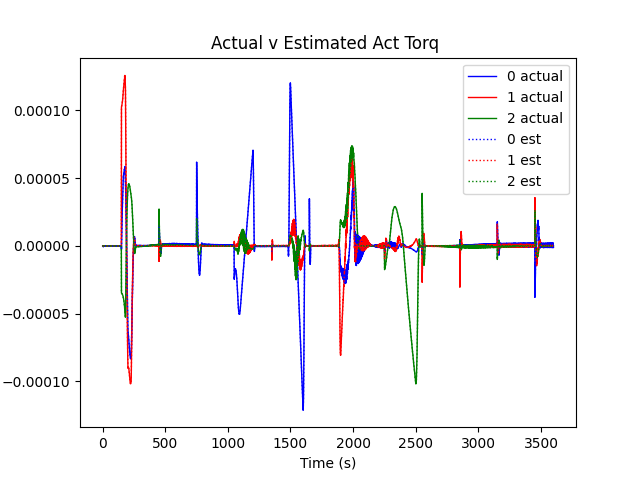 Actual v Estimated Act Torq
0.00010
0.00005
0.00000
−0.00005
−0.00010
0 500 1000 1500 2000 2500 3000 3500
Time (s)
0 actual
1 actual
2 actual
0 est
1 est
2 est